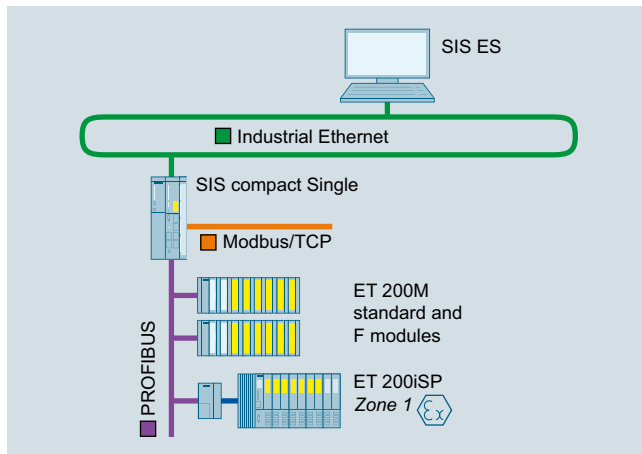 SIS ES
Industrial Ethernet
SIS compact Single
Modbus/TCP
ET 200M
standard and
F modules
PROFIBUS
ET 200iSP
Zone 1
εx